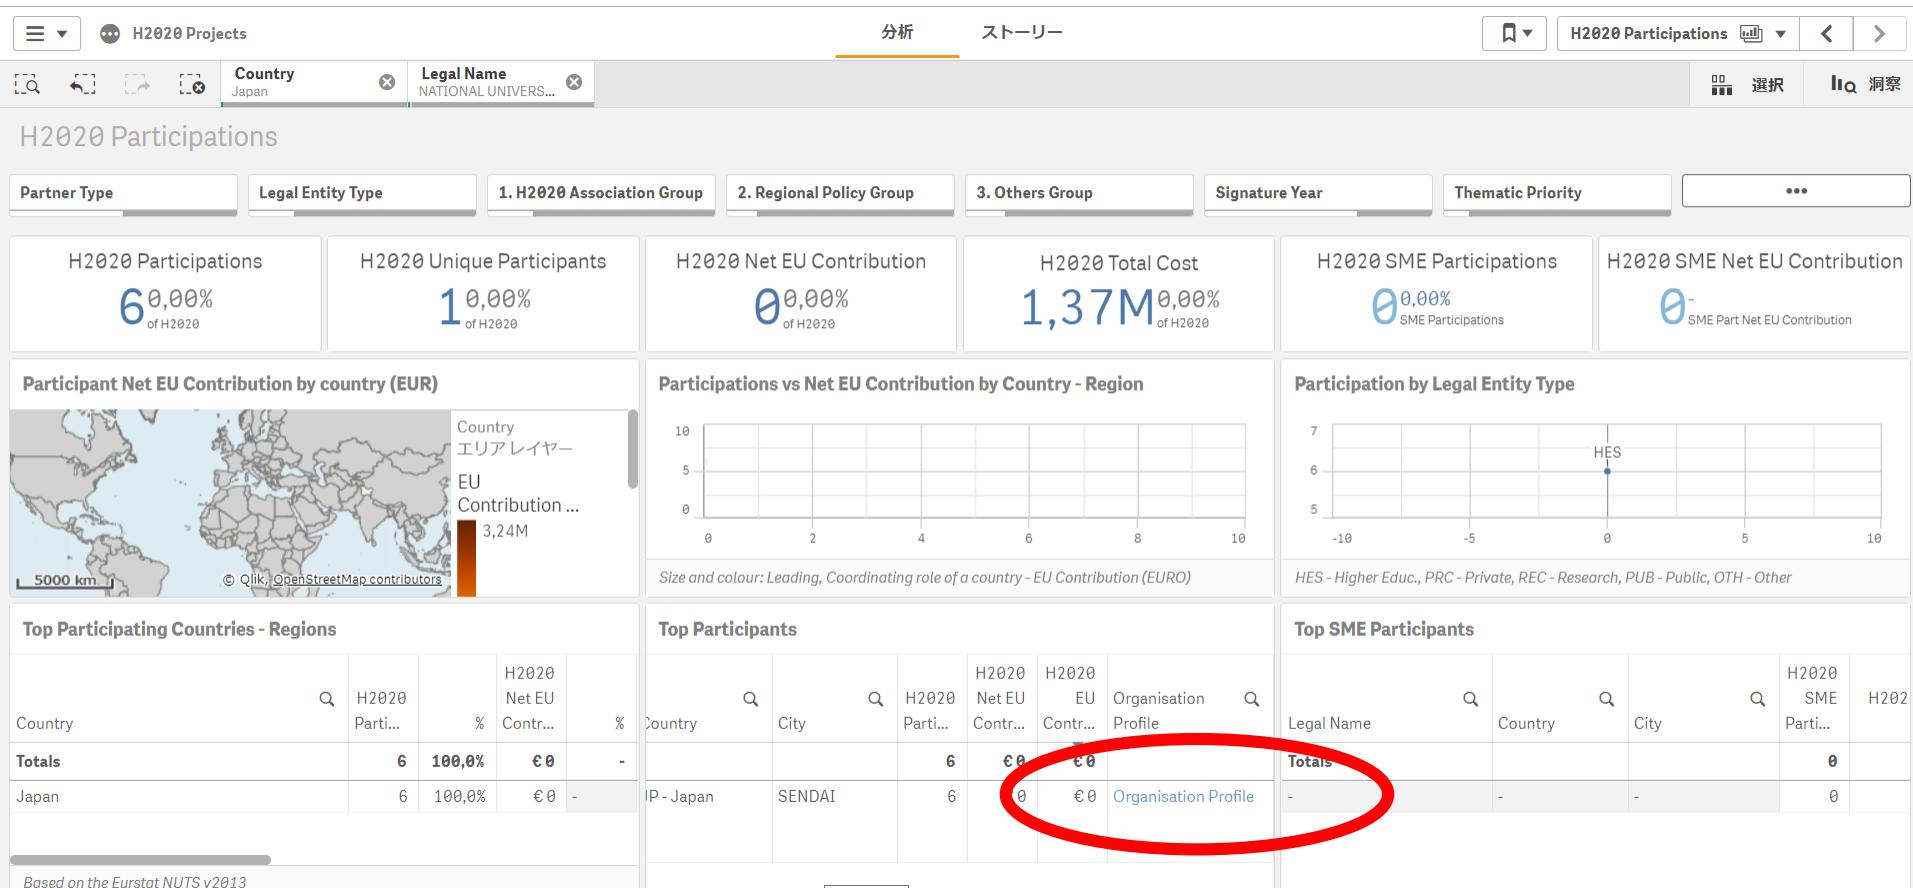 H2020 Projects
分析
ストーリー
H2020 Participations
Country
Japan
Legal Name
NATIONAL UNIVERS...
選択
洞察
H2020 Participations
Partner Type
Legal Entity Type
1. H2020 Association Group
2. Regional Policy Group
3. Others Group
Signature Year
Thematic Priority
•••
H2020 Participations
6 0,00%
of H2020
H2020 Unique Participants
1 0,00%
of H2020
H2020 Net EU Contribution
0 0,00%
of H2020
H2020 Total Cost
1,37M 0,00%
of H2020
H2020 SME Participations
0 0,00%
SME Participations
H2020 SME Net EU Contribution
0 -
SME Part Net EU Contribution
Participant Net EU Contribution by country (EUR)
Country
エリア レイヤー
EU
Contribution ...
3,24M
5000 km
© Qlik, OpenStreetMap contributors
Participations vs Net EU Contribution by Country - Region
10
5
0
0 2 4 6 8 10
Size and colour: Leading, Coordinating role of a country - EU Contribution (EURO)
Participation by Legal Entity Type
7
HES
6
5
-10 -5 0 5 10
HES - Higher Educ., PRC - Private, REC - Research, PUB - Public, OTH - Other
Top Participating Countries - Regions
Country
H2020
Parti...
%
H2020
Net EU
Contr...
%
Totals 6 100,0% € 0 -
Japan 6 100,0% € 0 -
Based on the Eurstat NUTS v2013
Top Participants
Country
City
H2020
Parti...
H2020
Net EU
Contr...
H2020
EU
Contr...
Organisation
Profile
6 € 0 € 0
JP - Japan SENDAI 6 0 € 0 Organisation Profile
Top SME Participants
Legal Name
Country
City
H2020
SME
Parti...
H202
Totals 0
- - - 0